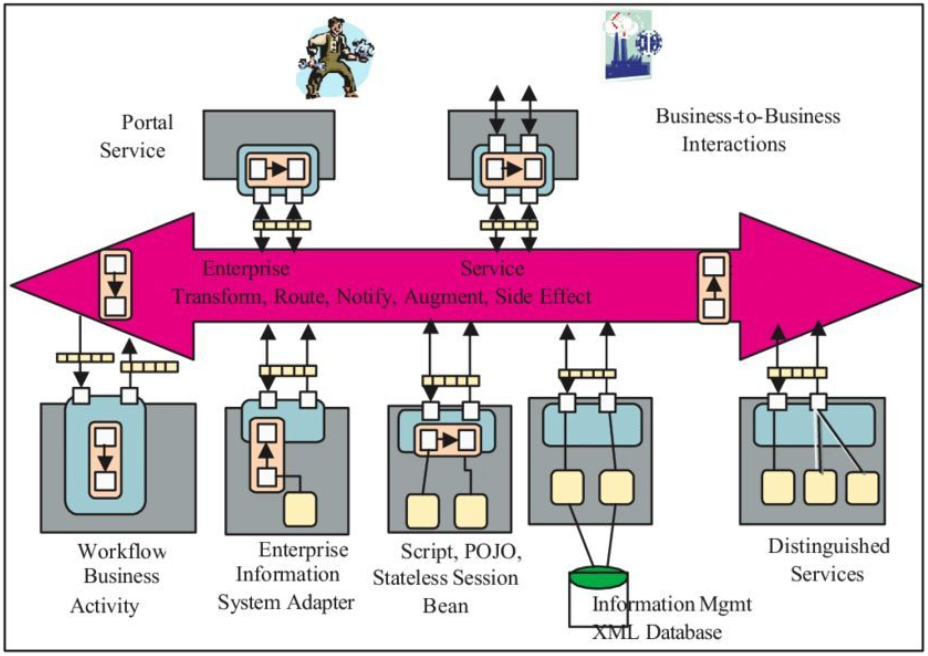 Portal
Service
Business-to-Business
Interactions
Enterprise Service
Transform, Route, Notify, Augment, Side Effect
Workflow
Business
Activity
Enterprise
Information
System Adapter
Script, POJO,
Stateless Session
Bean
Information Mgmt
XML Database
Distinguished
Services